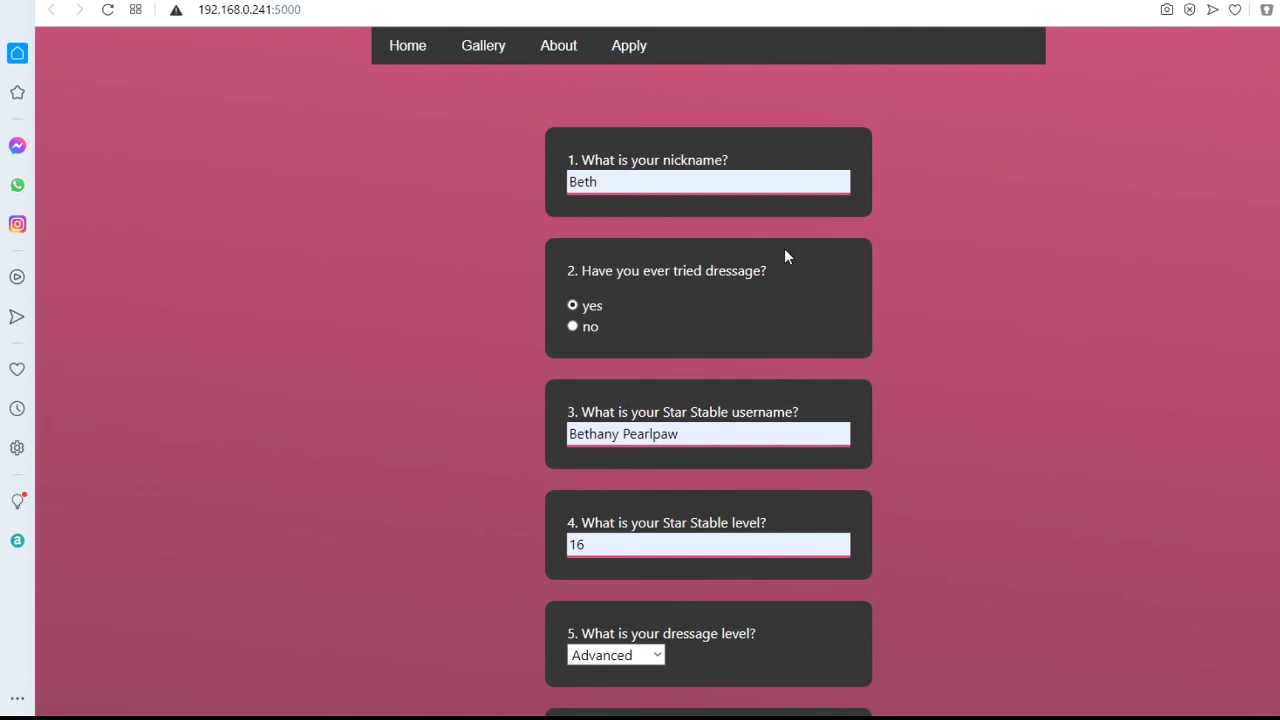 192.168.0.241:5000
Home Gallery About Apply
1. What is your nickname?
Beth
2. Have you ever tried dressage?
yes
no
3. What is your Star Stable username?
Bethany Pearlpaw
4. What is your Star Stable level?
16
5. What is your dressage level?
Advanced
a